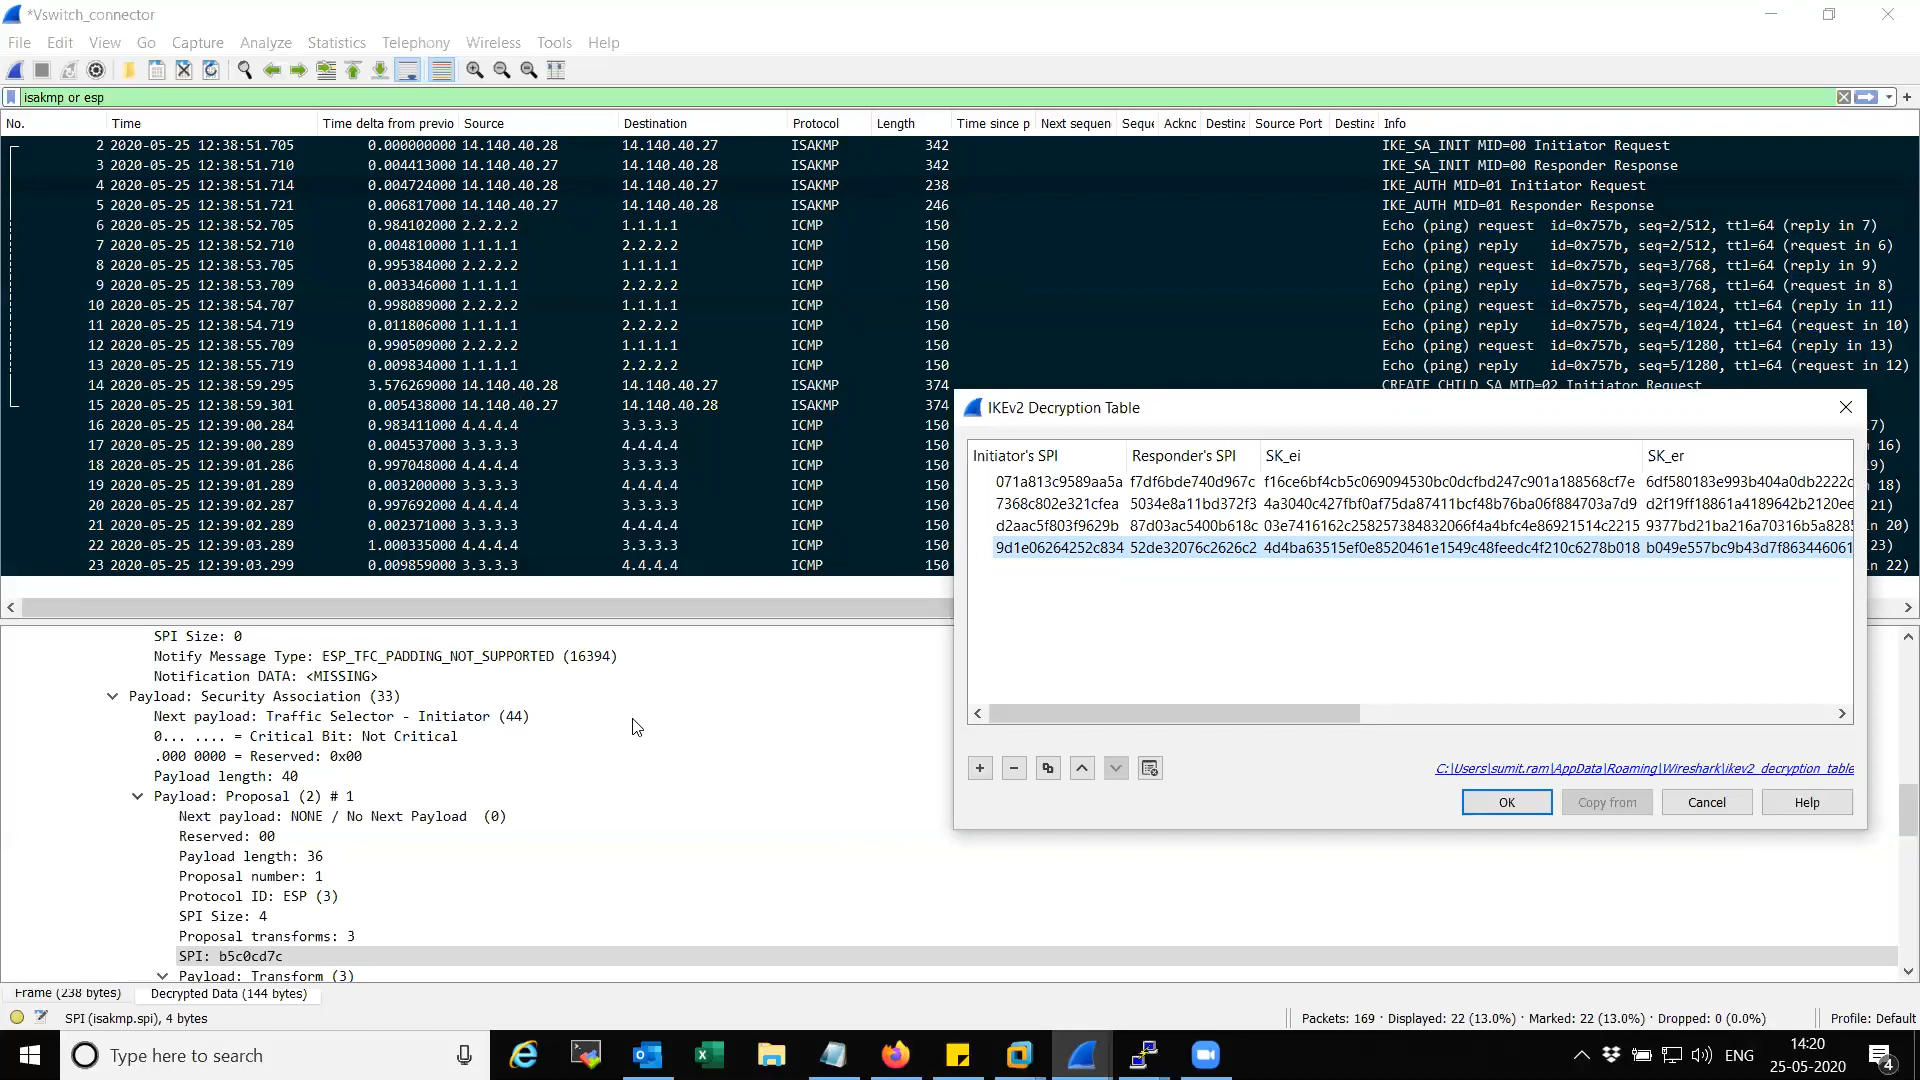 *Vswitch_connector
File Edit View Go Capture Analyze Statistics Telephony Wireless Tools Help
isakmp or esp
No. Time Time delta from previo Source Destination Protocol Length Time since p Next sequen Seque Ackno Destina Source Port Destina Info
2 2020-05-25 12:38:51.705 0.000000000 14.140.40.28 14.140.40.27 ISAKMP 342 IKE_SA_INIT MID=00 Initiator Request
3 2020-05-25 12:38:51.710 0.004413000 14.140.40.27 14.140.40.28 ISAKMP 342 IKE_SA_INIT MID=00 Responder Response
4 2020-05-25 12:38:51.714 0.004724000 14.140.40.28 14.140.40.27 ISAKMP 238 IKE_AUTH MID=01 Initiator Request
5 2020-05-25 12:38:51.721 0.006817000 14.140.40.27 14.140.40.28 ISAKMP 246 IKE_AUTH MID=01 Responder Response
6 2020-05-25 12:38:52.705 0.984102000 2.2.2.2 1.1.1.1 ICMP 150 Echo (ping) request id=0x757b, seq=2/512, ttl=64 (reply in 7)
7 2020-05-25 12:38:52.710 0.004810000 1.1.1.1 2.2.2.2 ICMP 150 Echo (ping) reply id=0x757b, seq=2/512, ttl=64 (request in 6)
8 2020-05-25 12:38:53.705 0.995384000 2.2.2.2 1.1.1.1 ICMP 150 Echo (ping) request id=0x757b, seq=3/768, ttl=64 (reply in 9)
9 2020-05-25 12:38:53.709 0.003346000 1.1.1.1 2.2.2.2 ICMP 150 Echo (ping) reply id=0x757b, seq=3/768, ttl=64 (request in 8)
10 2020-05-25 12:38:54.707 0.998089000 2.2.2.2 1.1.1.1 ICMP 150 Echo (ping) request id=0x757b, seq=4/1024, ttl=64 (reply in 11)
11 2020-05-25 12:38:54.719 0.011806000 1.1.1.1 2.2.2.2 ICMP 150 Echo (ping) reply id=0x757b, seq=4/1024, ttl=64 (request in 10)
12 2020-05-25 12:38:55.709 0.990509000 2.2.2.2 1.1.1.1 ICMP 150 Echo (ping) request id=0x757b, seq=5/1280, ttl=64 (reply in 13)
13 2020-05-25 12:38:55.719 0.009834000 1.1.1.1 2.2.2.2 ICMP 150 Echo (ping) reply id=0x757b, seq=5/1280, ttl=64 (request in 12)
14 2020-05-25 12:38:59.295 3.576269000 14.140.40.28 14.140.40.27 ISAKMP 374 CREATE_CHILD_SA MID=02 Initiator Request
15 2020-05-25 12:38:59.301 0.005438000 14.140.40.27 14.140.40.28 ISAKMP 374
16 2020-05-25 12:39:00.284 0.983411000 4.4.4.4 3.3.3.3 ICMP 150 17)
17 2020-05-25 12:39:00.289 0.004537000 3.3.3.3 4.4.4.4 ICMP 150 in 16)
18 2020-05-25 12:39:01.286 0.997048000 4.4.4.4 3.3.3.3 ICMP 150 19)
19 2020-05-25 12:39:01.289 0.003200000 3.3.3.3 4.4.4.4 ICMP 150 in 18)
20 2020-05-25 12:39:02.287 0.997692000 4.4.4.4 3.3.3.3 ICMP 150 21)
21 2020-05-25 12:39:02.289 0.002371000 3.3.3.3 4.4.4.4 ICMP 150 in 20)
22 2020-05-25 12:39:03.289 1.000335000 4.4.4.4 3.3.3.3 ICMP 150 23)
23 2020-05-25 12:39:03.299 0.009859000 3.3.3.3 4.4.4.4 ICMP 150 in 22)
IKEv2 Decryption Table
Initiator's SPI Responder's SPI SK_ei SK_er
071a813c9589aa5a f7df6bde740d967c f16ce6bf4cb5c069094530bc0dcfbd247c901a188568cf7e 6df580183e993b404a0db2222c
7368c802e321cfea 5034e8a11bd372f3 4a3040c427fbf0af75da87411bcf48b76ba06f884703a7d9 d2f19ff18861a4189642b2120ee
d2aac5f803f9629b 87d03ac5400b618c 03e7416162c258257384832066f4a4bfc4e86921514c2215 9377bd21ba216a70316b5a828
9d1e06264252c834 52de32076c2626c2 4d4ba63515ef0e8520461e1549c48feedc4f210c6278b018 b049e557bc9b43d7f863446061
C:\Users\sumit.ram\AppData\Roaming\Wireshark\ikev2_decryption_table
OK Copy from Cancel Help
SPI Size: 0
Notify Message Type: ESP_TFC_PADDING_NOT_SUPPORTED (16394)
Notification DATA: <MISSING>
Payload: Security Association (33)
Next payload: Traffic Selector - Initiator (44)
0... .... = Critical Bit: Not Critical
.000 0000 = Reserved: 0x00
Payload length: 40
Payload: Proposal (2) # 1
Next payload: NONE / No Next Payload (0)
Reserved: 00
Payload length: 36
Proposal number: 1
Protocol ID: ESP (3)
SPI Size: 4
Proposal transforms: 3
SPI: b5c0cd7c
Payload: Transform (3)
Frame (238 bytes) Decrypted Data (144 bytes)
SPI (isakmp.spi), 4 bytes Packets: 169 · Displayed: 22 (13.0%) · Marked: 22 (13.0%) · Dropped: 0 (0.0%) Profile: Default
Type here to search ENG 14:20
25-05-2020 4